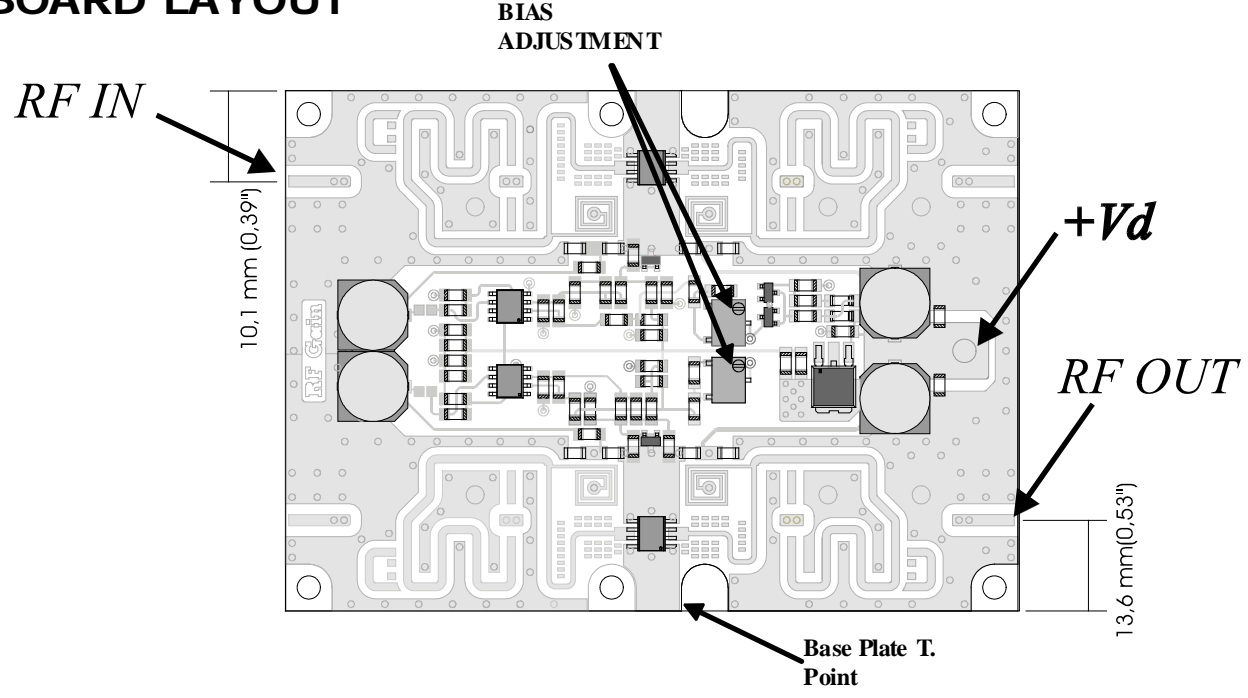 BOARD LAYOUT
BIAS
ADJUSTMENT
RF IN
10,1 mm (0,39")
+Vd
RF Gain
RF OUT
13,6 mm(0,53")
Base Plate T.
Point